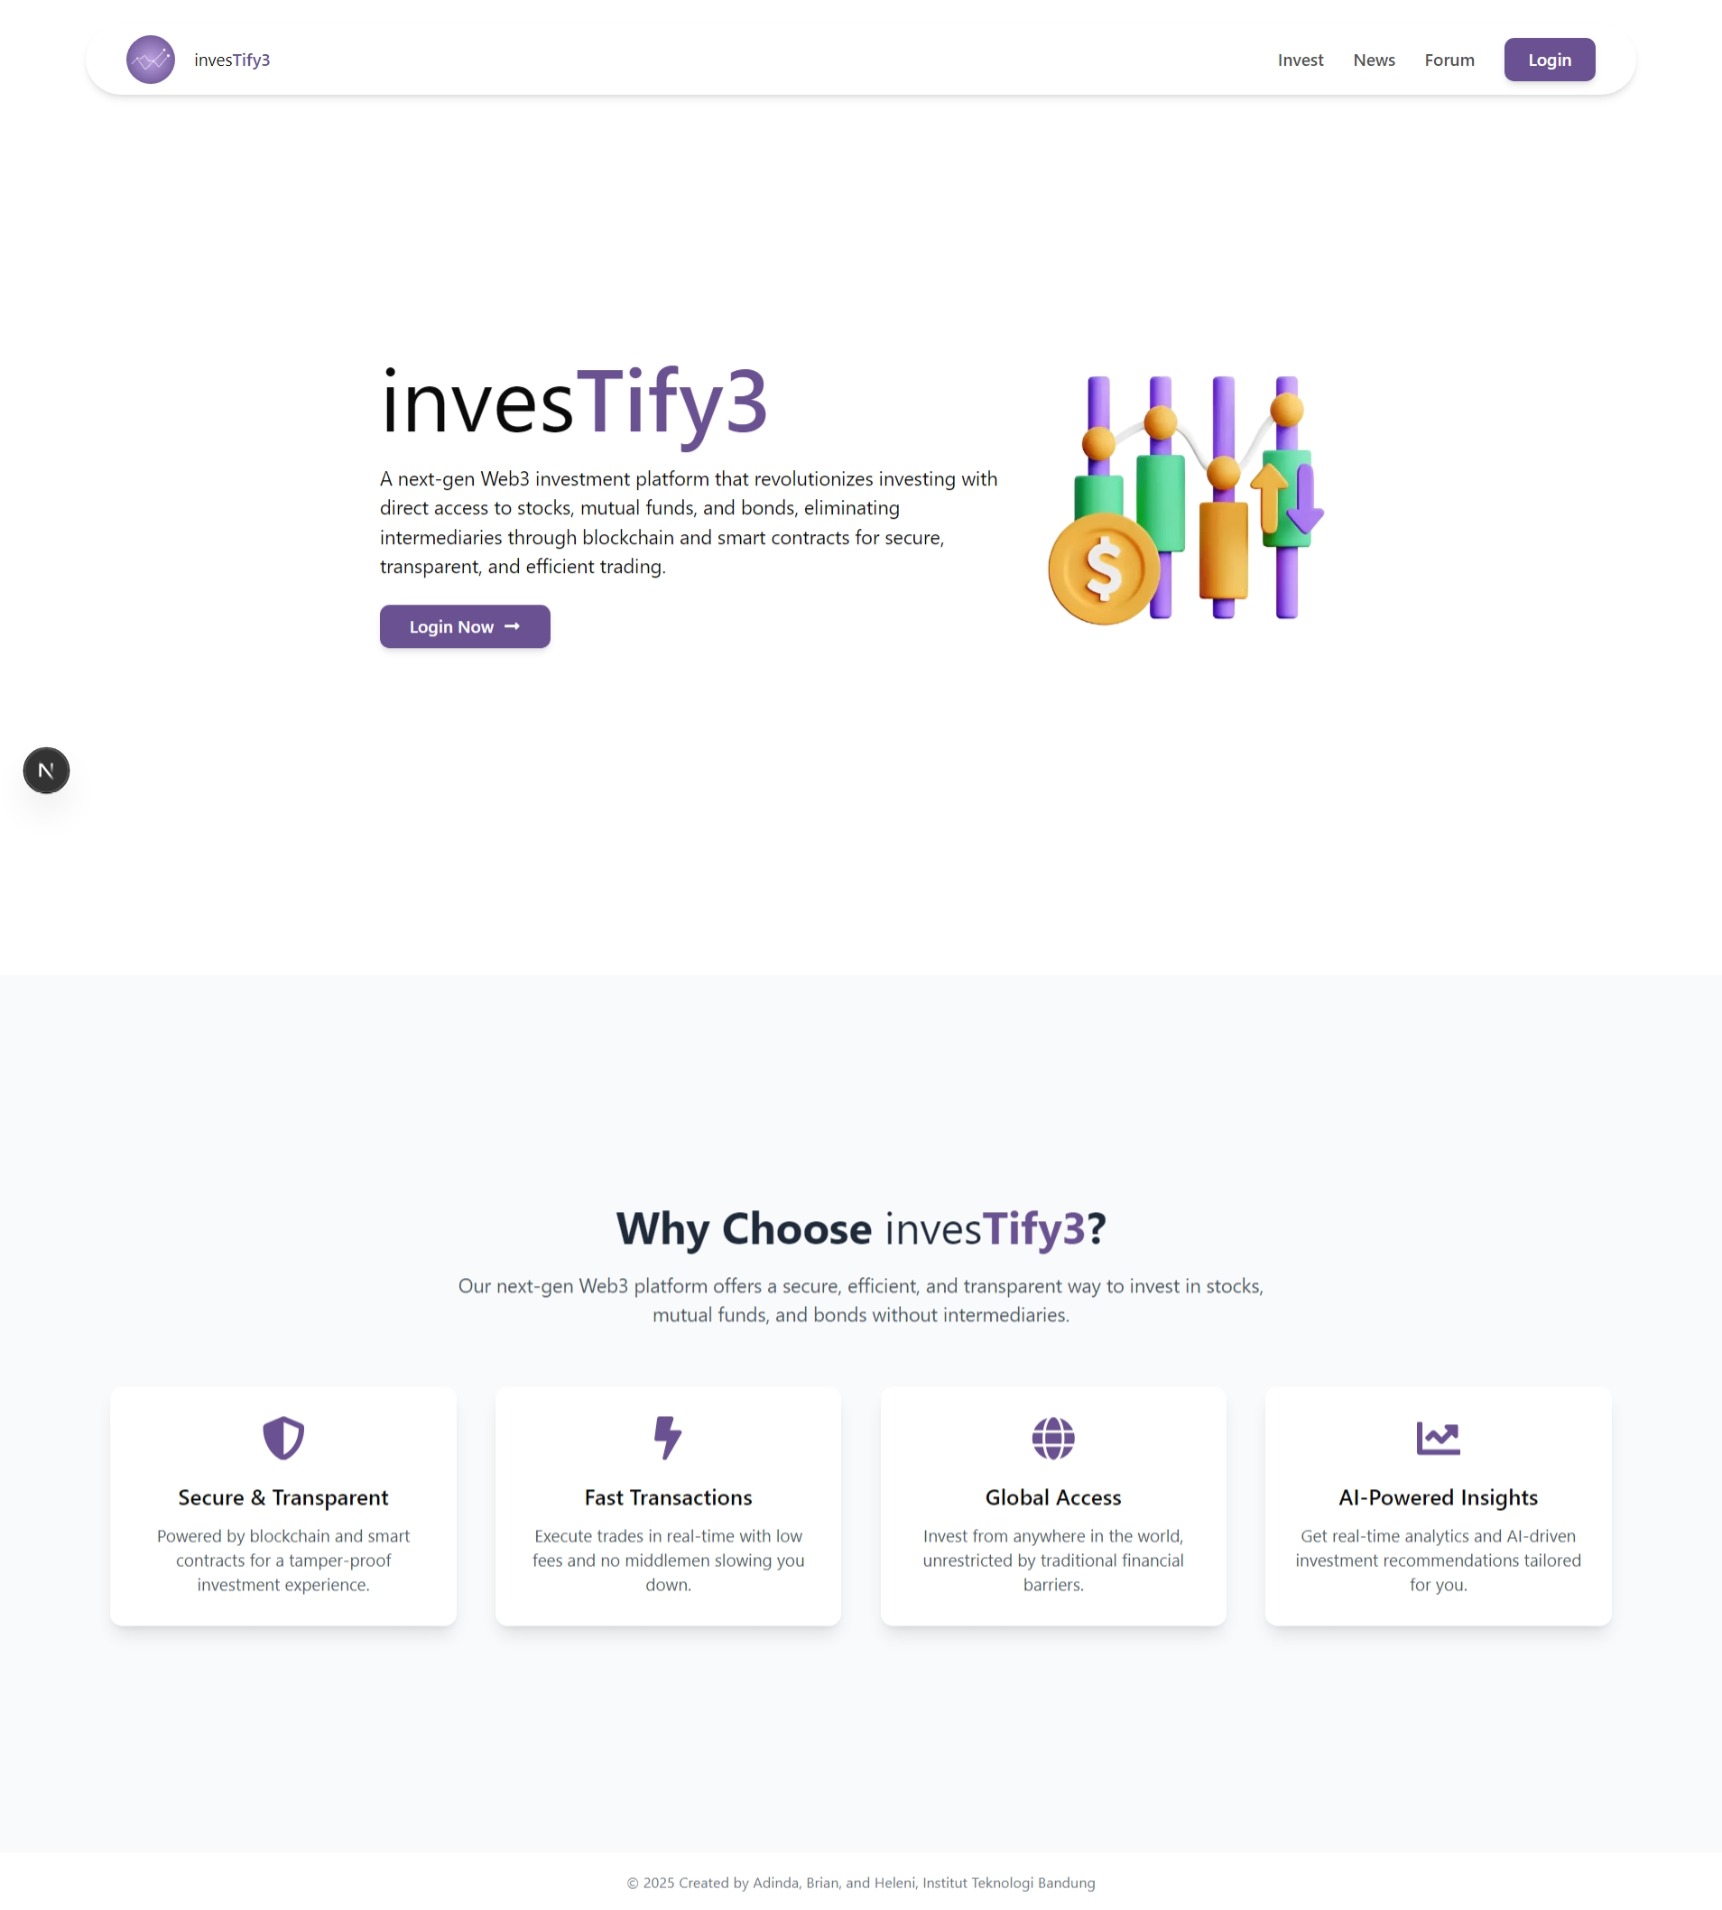 invesTify3
Invest
News
Forum
Login
invesTify3
A next-gen Web3 investment platform that revolutionizes investing with
direct access to stocks, mutual funds, and bonds, eliminating
intermediaries through blockchain and smart contracts for secure,
transparent, and efficient trading.
Login Now
$
N
Why Choose invesTify3?
Our next-gen Web3 platform offers a secure, efficient, and transparent way to invest in stocks,
mutual funds, and bonds without intermediaries.
Secure & Transparent
Powered by blockchain and smart
contracts for a tamper-proof
investment experience.
Fast Transactions
Execute trades in real-time with low
fees and no middlemen slowing you
down.
Global Access
Invest from anywhere in the world,
unrestricted by traditional financial
barriers.
AI-Powered Insights
Get real-time analytics and AI-driven
investment recommendations tailored
for you.
© 2025 Created by Adinda, Brian, and Heleni, Institut Teknologi Bandung